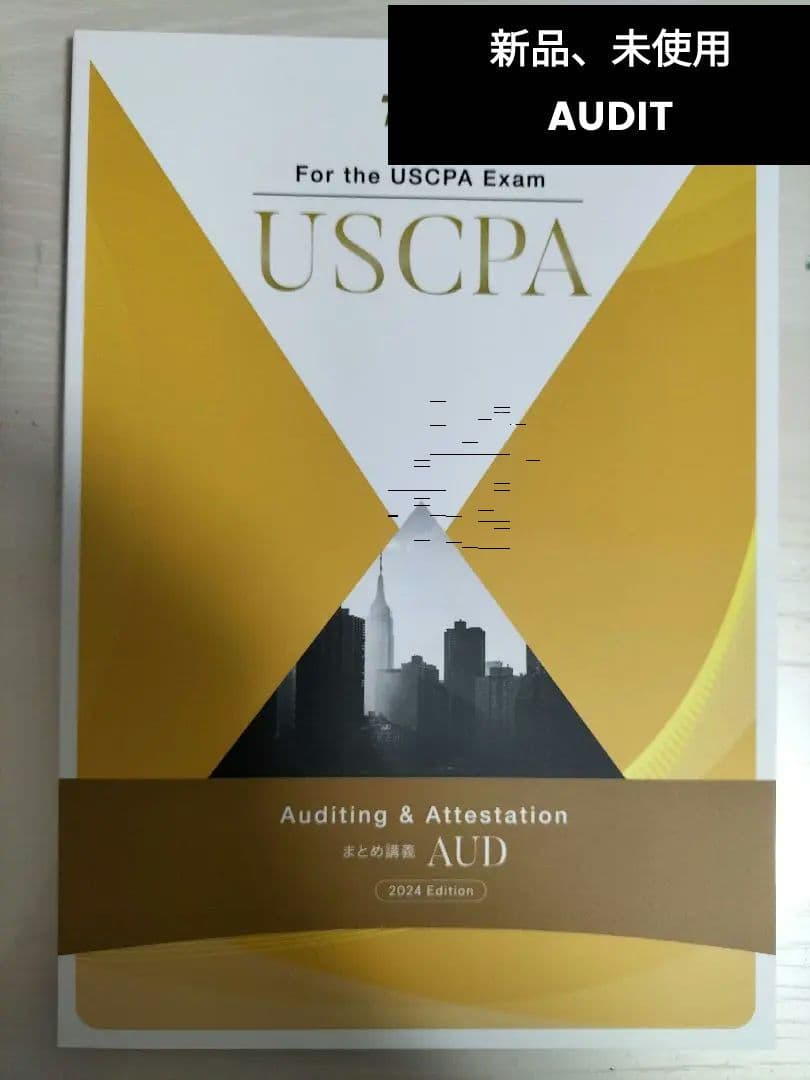 新品、未使用
AUDIT
For the USCPA Exam
USCPA
Auditing & Attestation
まとめ講義 AUD
2024 Edition